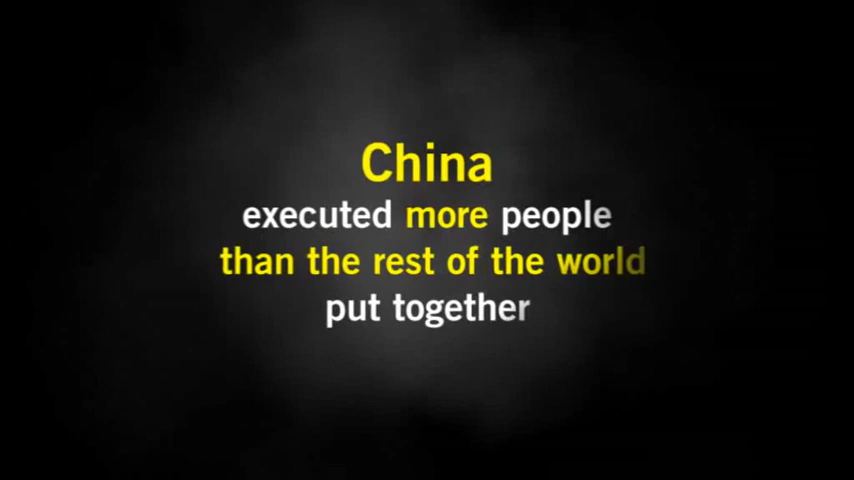 China
executed more people
than the rest of the world
put together